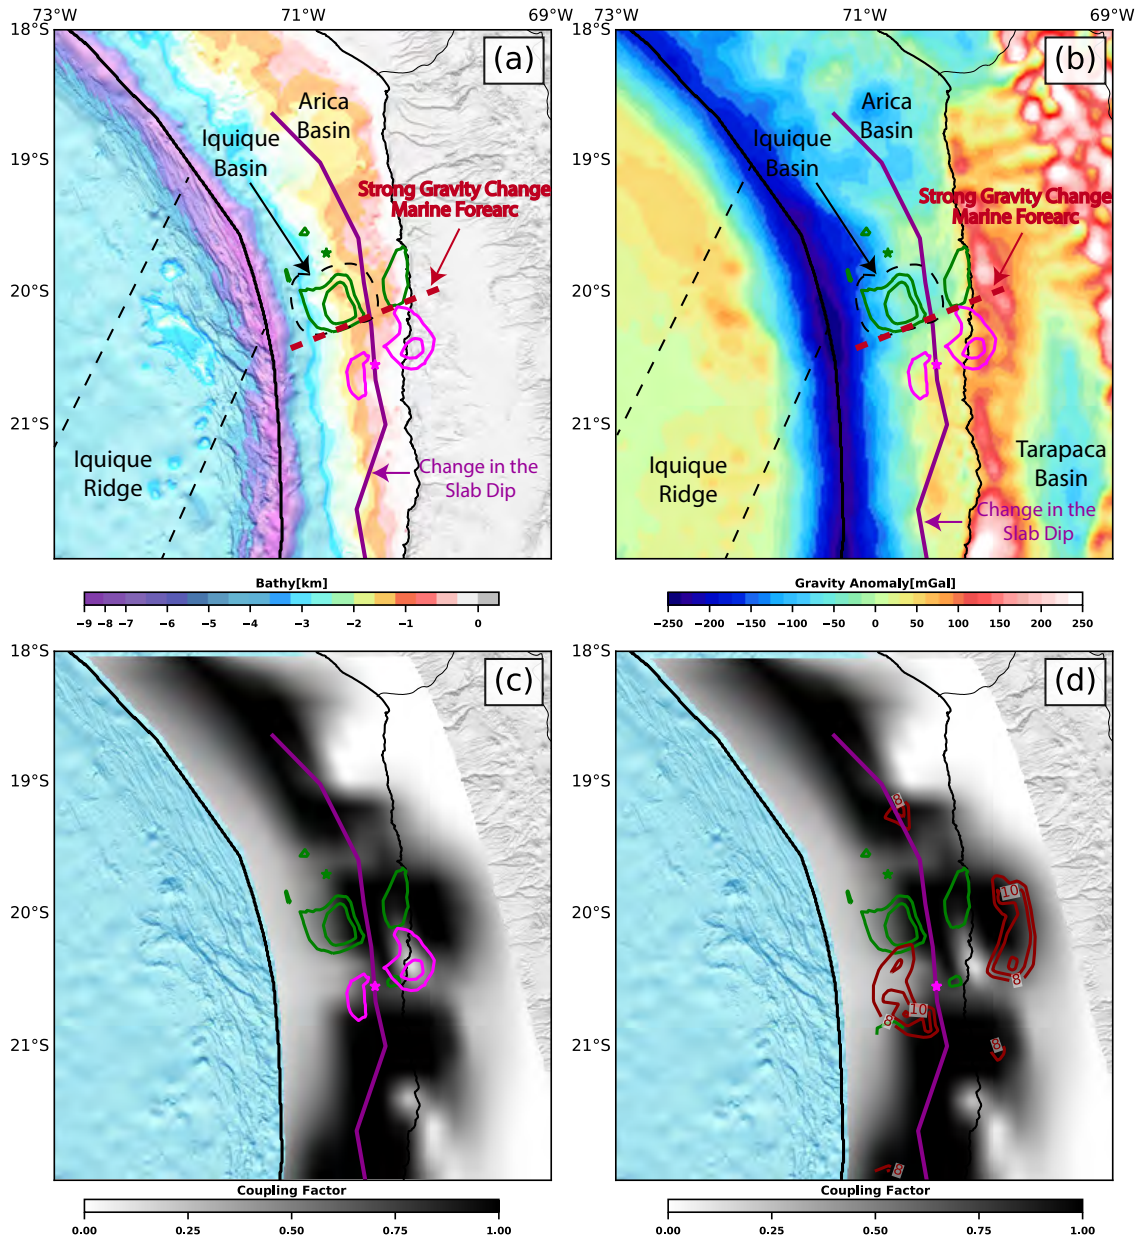 73°W 71°W 69°W
71°W 69°W
18°S
19°S
20°S
21°S
(a)
Arica
Basin
Iquique
Basin
Strong Gravity Change
Marine Forearc
Iquique
Ridge
Change in the
Slab Dip
18°S
19°S
20°S
21°S
(b)
Arica
Basin
Iquique
Basin
Strong Gravity Change
Marine Forearc
Iquique
Ridge
Tarapaca
Basin
Change in the
Slab Dip
Bathy[km]
−9 −8 −7 −6 −5 −4 −3 −2 −1 0
Gravity Anomaly[mGal]
−250 −200 −150 −100 −50 0 50 100 150 200 250
18°S
19°S
20°S
21°S
(c)
18°S
19°S
20°S
21°S
(d)
8
10
8
10
8
8
8
Coupling Factor
0.00 0.25 0.50 0.75 1.00
Coupling Factor
0.00 0.25 0.50 0.75 1.00